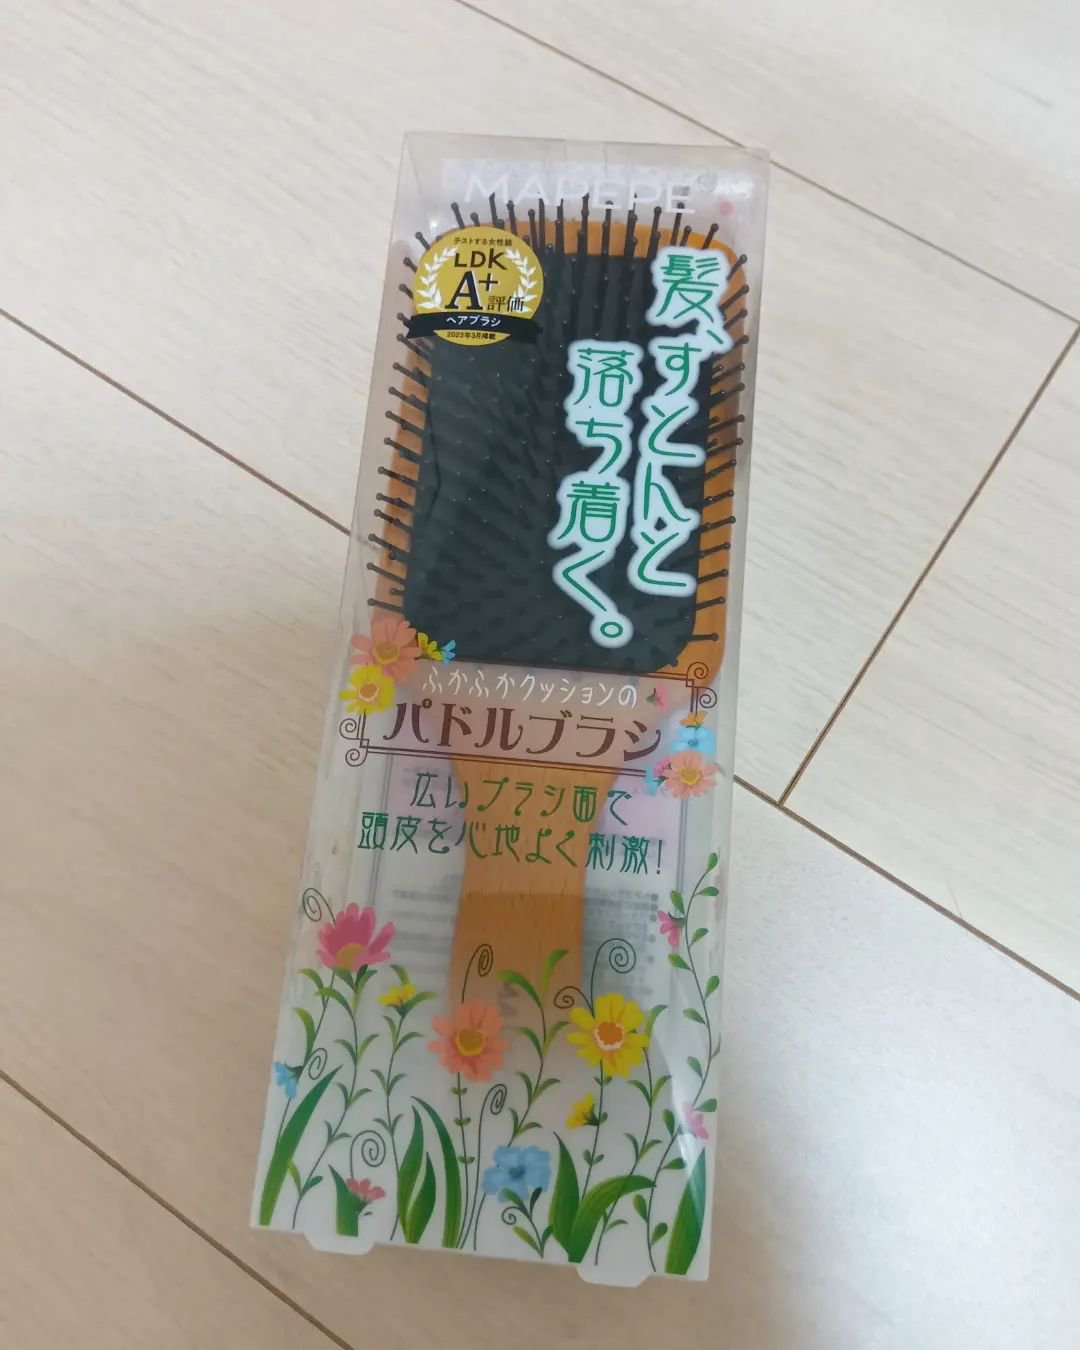 MAPEPE
テストする女性誌
LDK
A+評価
ヘアブラシ
2023年3月掲載
髪、すとんと
落ち着く。
ふかふかクッションの
パドルブラシ
広いブラシ面で
頭皮を心地よく刺激!